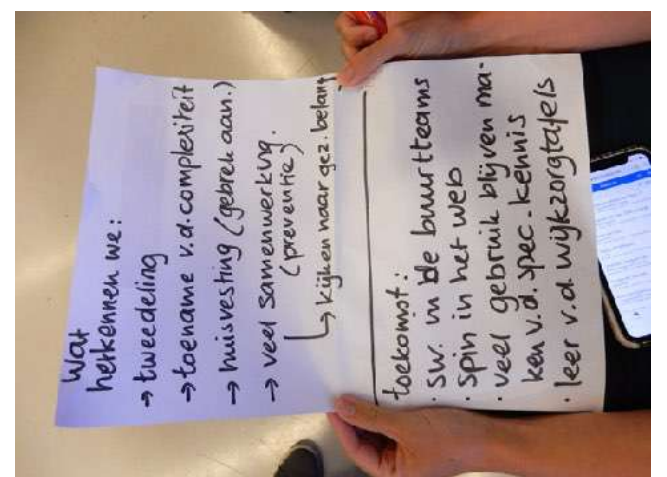 Wat
herkennen we:
→ tweedeling
→ toename v.d. complexiteit
→ huisvesting (gebrek aan.)
→ veel samenwerking.
(preventie)
↳ kijken naar gez. belang
toekomst:
· sw. in de buurtteams
· spin in het web
· veel gebruik blijven ma-
ken v.d. spec. kennis
· leer v.d. wijkzorgtafels